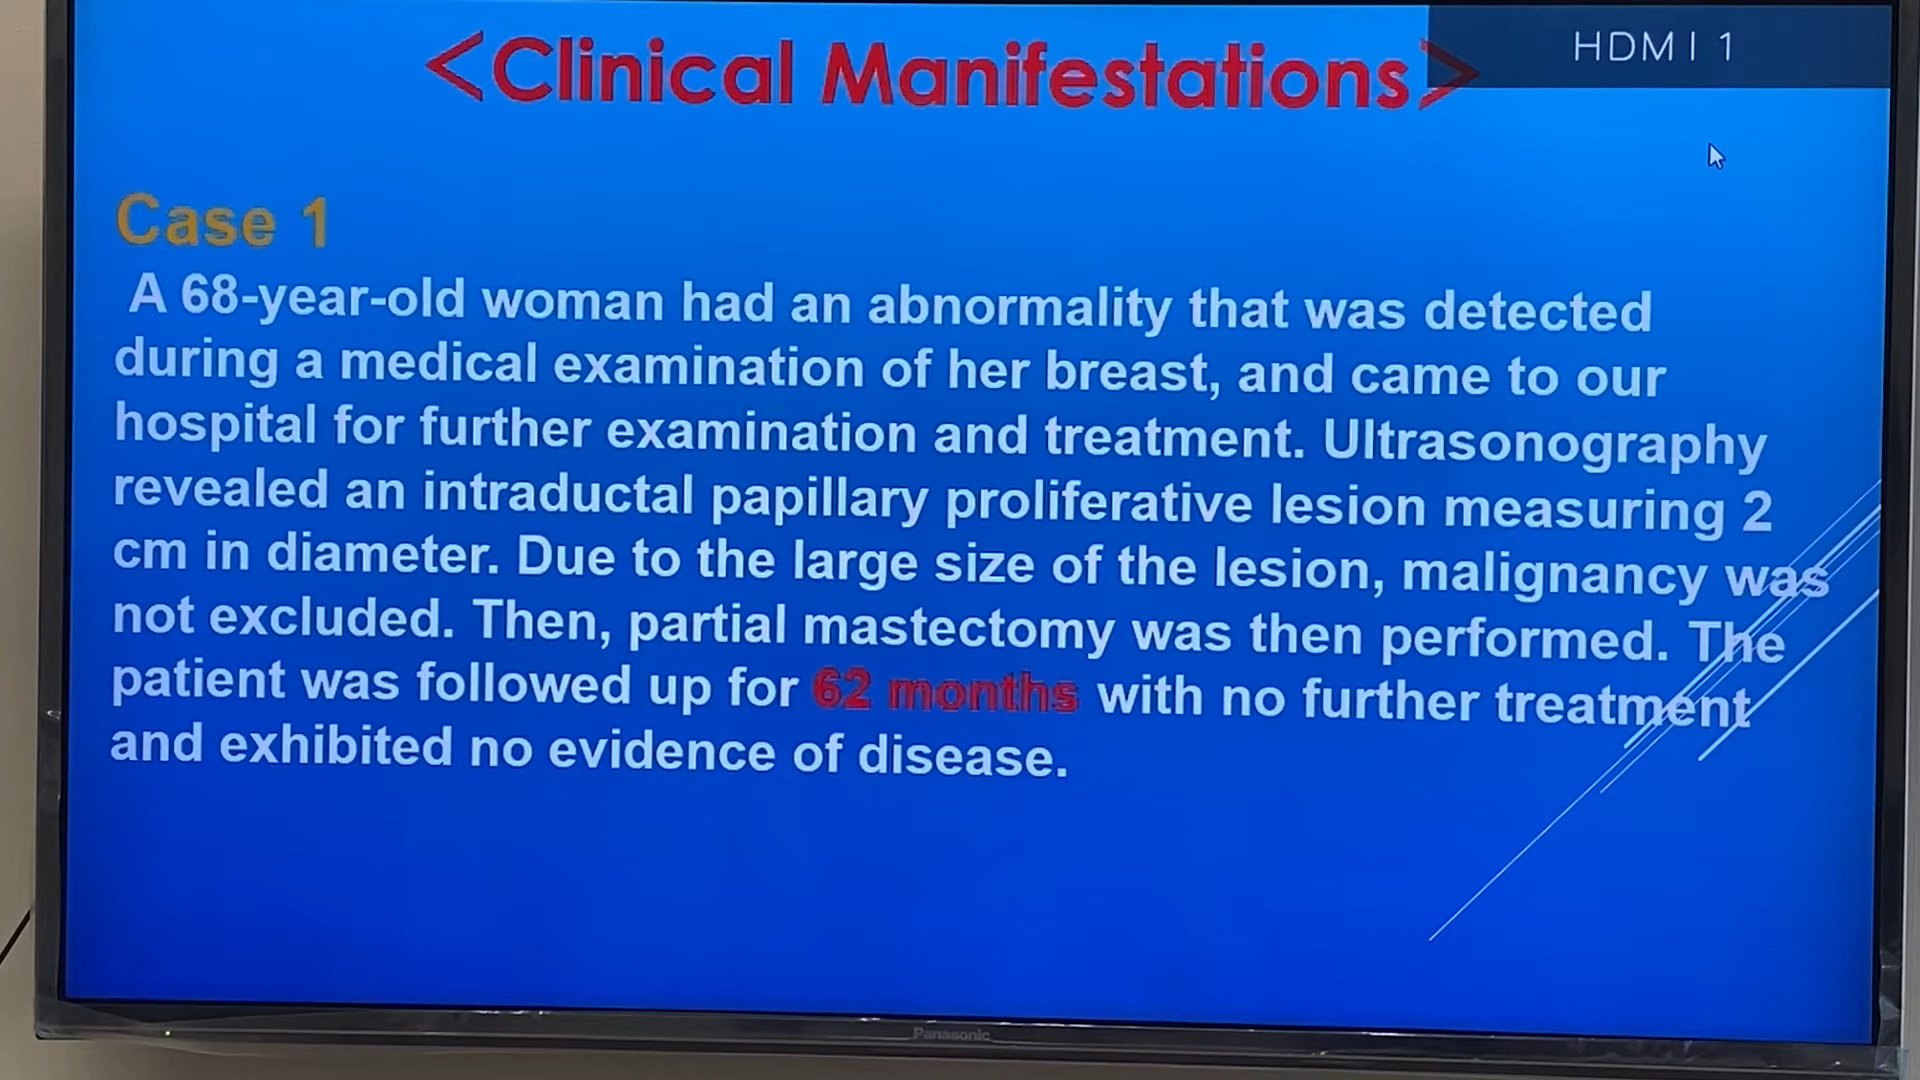 HDMI 1
<Clinical Manifestations>
Case 1
A 68-year-old woman had an abnormality that was detected
during a medical examination of her breast, and came to our
hospital for further examination and treatment. Ultrasonography
revealed an intraductal papillary proliferative lesion measuring 2
cm in diameter. Due to the large size of the lesion, malignancy was
not excluded. Then, partial mastectomy was then performed. The
patient was followed up for 62 months with no further treatment
and exhibited no evidence of disease.
Panasonic